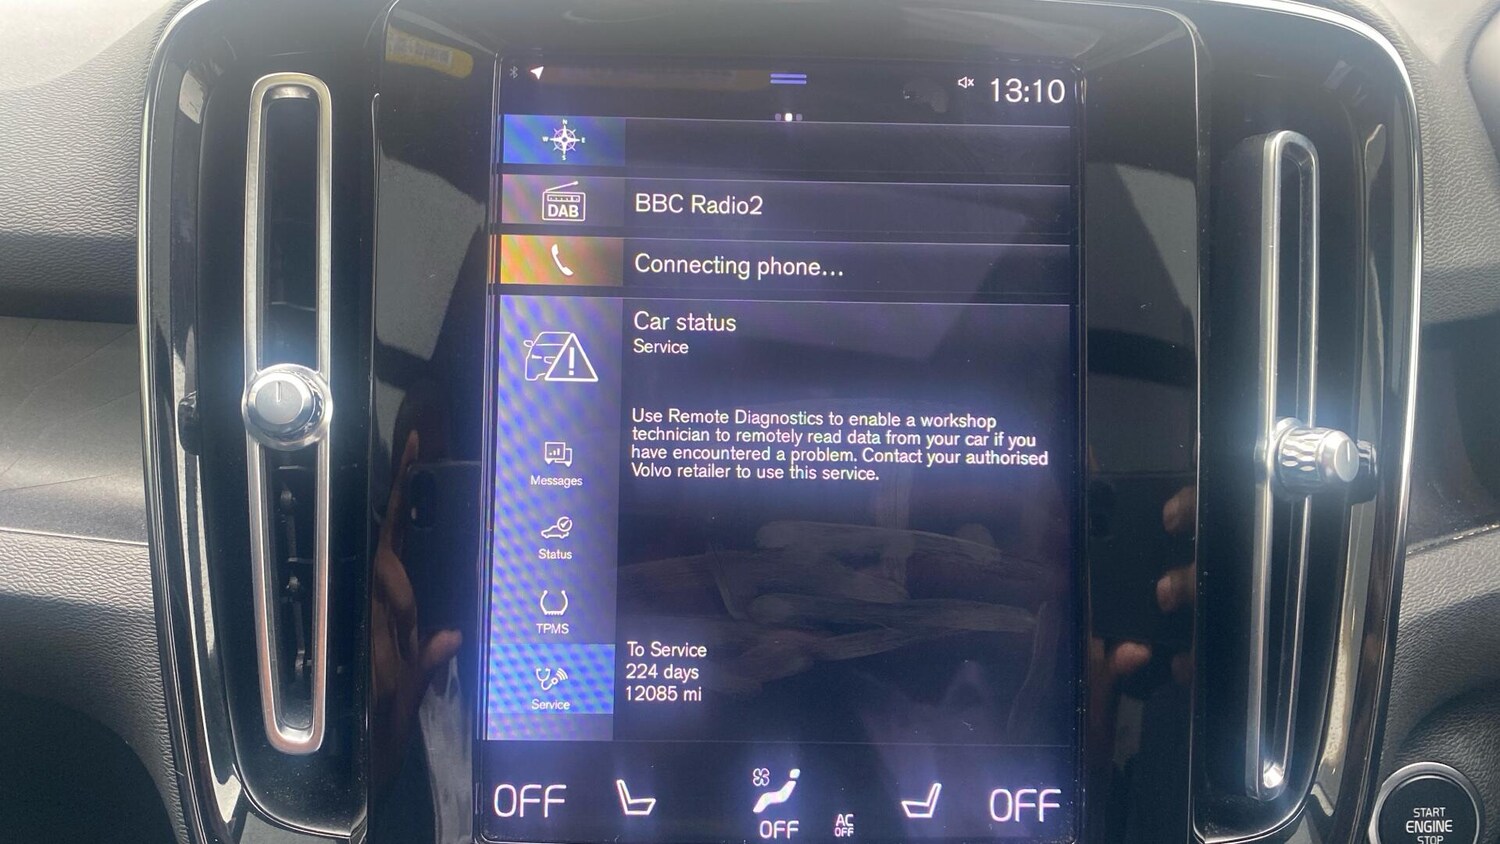 13:10
N
W E
S
DAB
BBC Radio2
Connecting phone...
Car status
Service
Use Remote Diagnostics to enable a workshop
technician to remotely read data from your car if you
have encountered a problem. Contact your authorised
Volvo retailer to use this service.
Messages
Status
TPMS
Service
To Service
224 days
12085 mi
OFF
OFF
AC
OFF
OFF
START
ENGINE
STOP